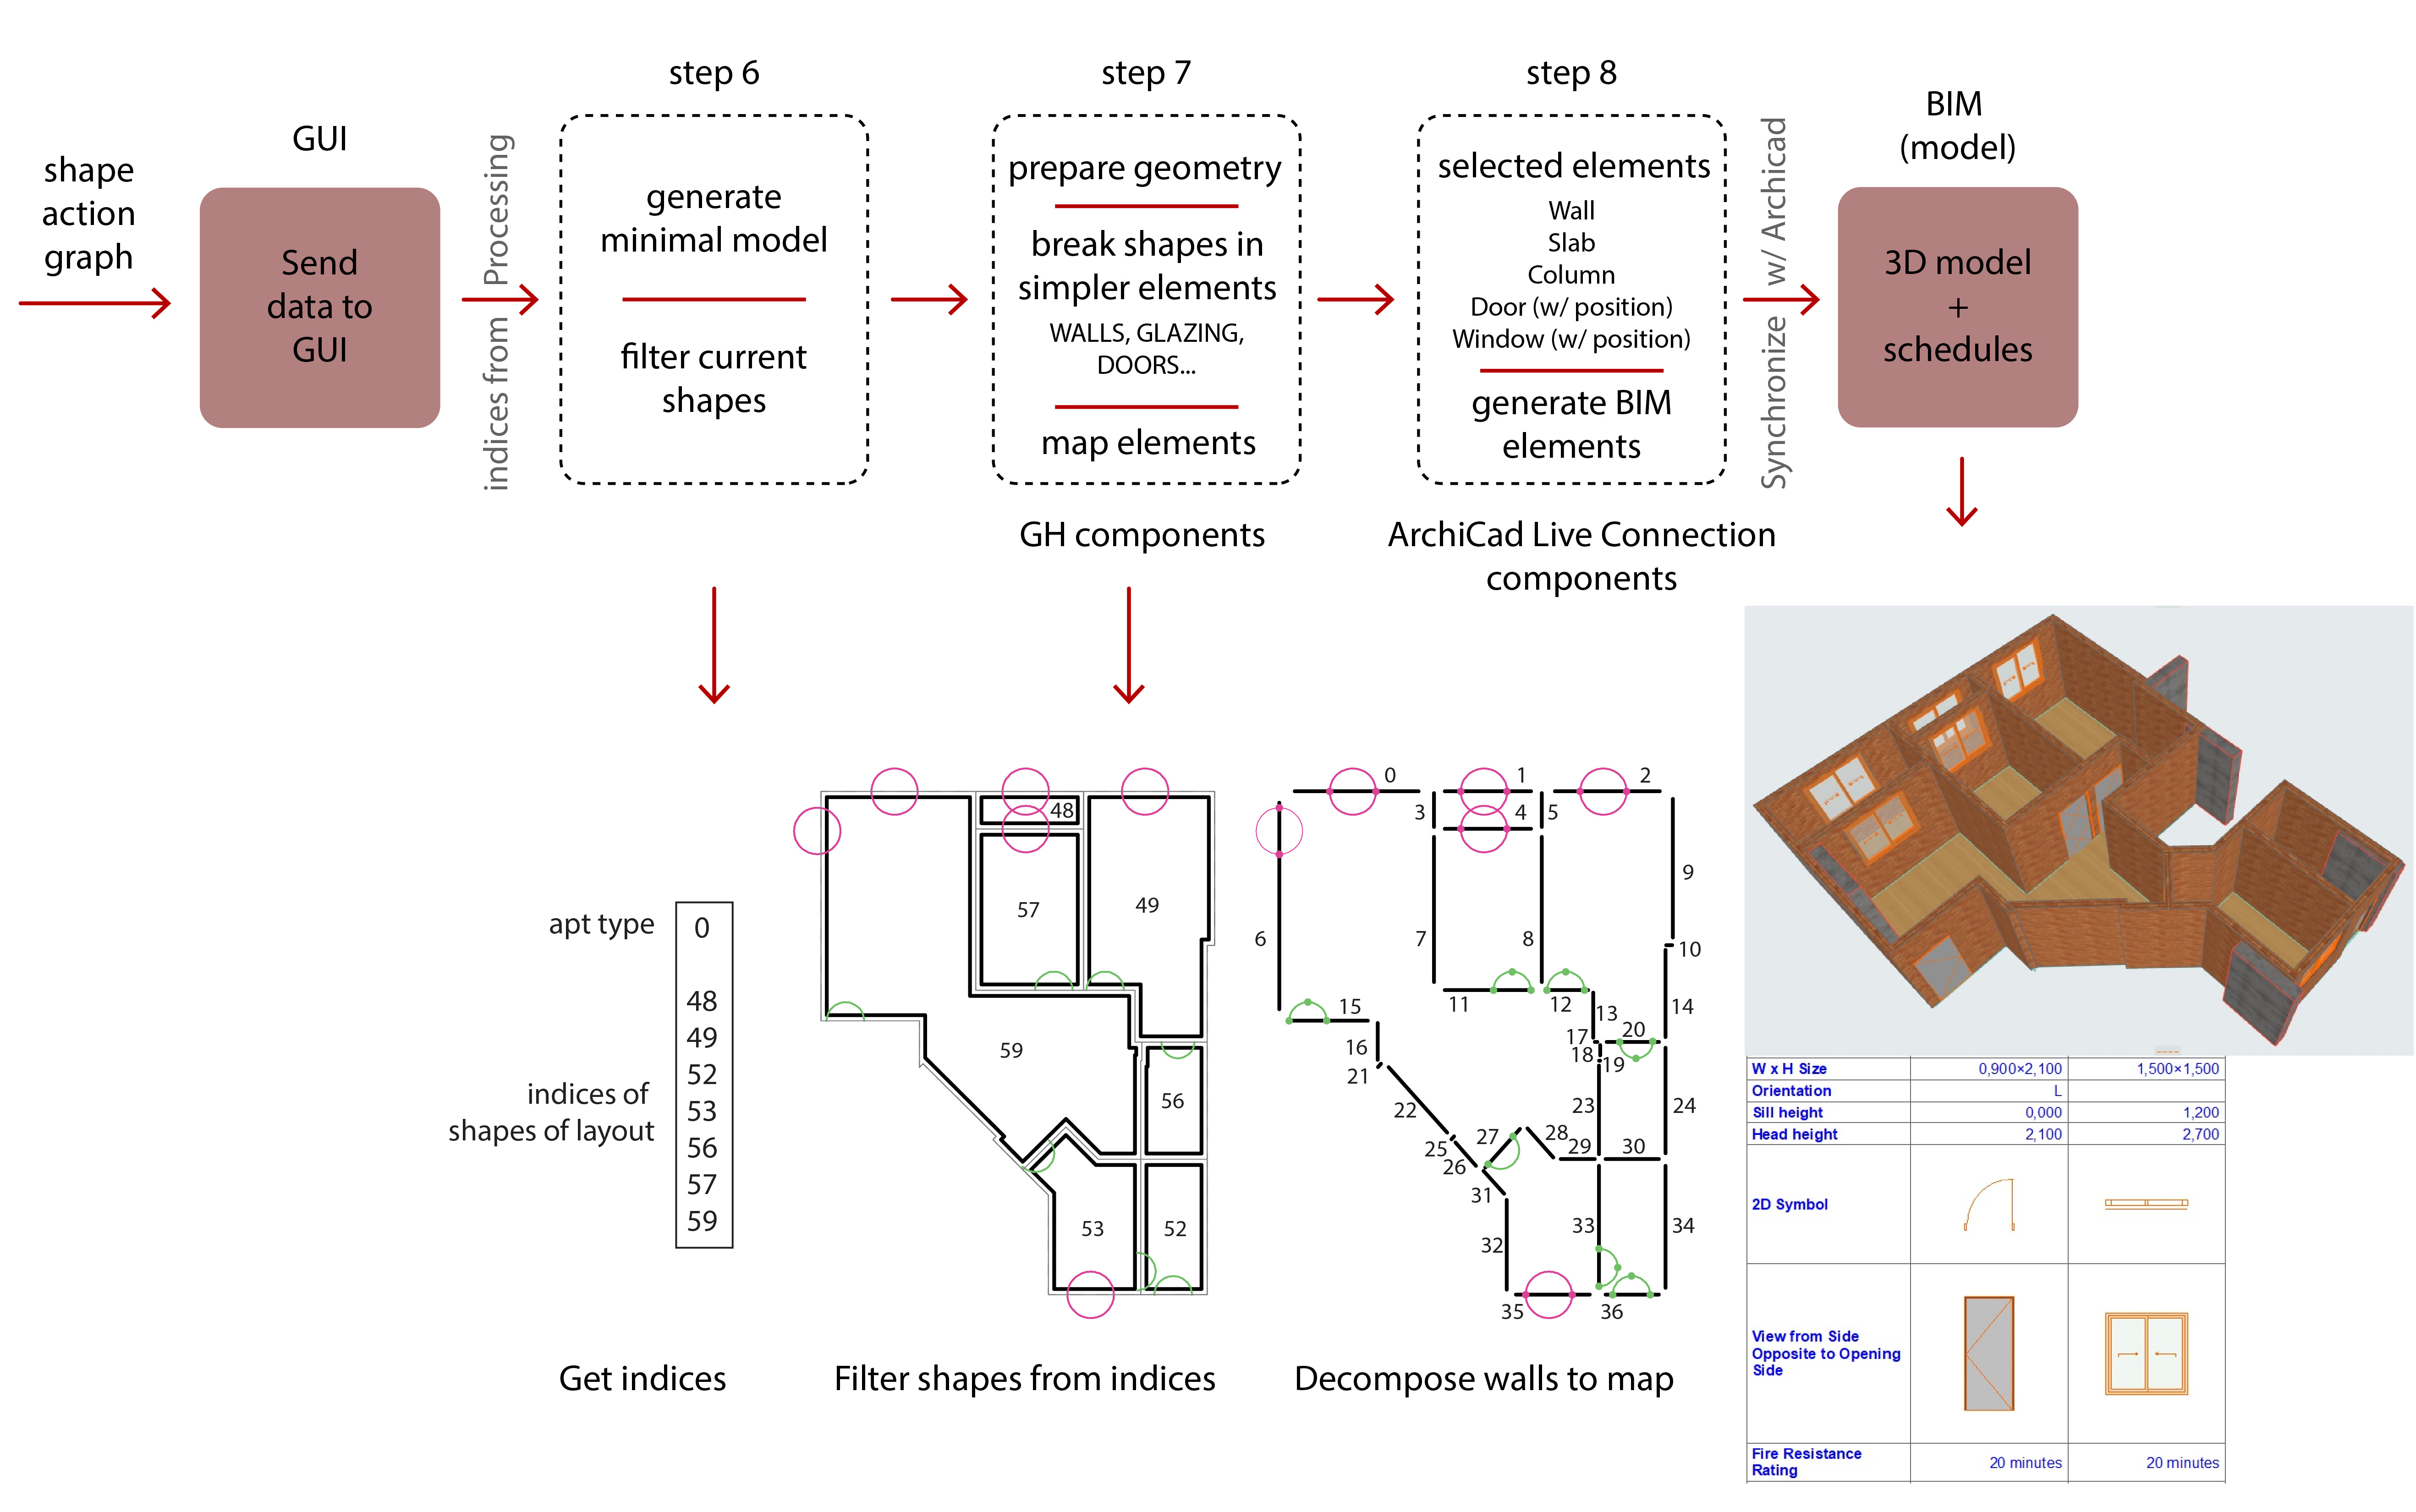 shape
action
graph
GUI
Send
data to
GUI
indices from Processing
step 6
generate
minimal model
filter current
shapes
step 7
prepare geometry
break shapes in
simpler elements
WALLS, GLAZING,
DOORS...
map elements
GH components
step 8
selected elements
Wall
Slab
Column
Door (w/ position)
Window (w/ position)
generate BIM
elements
ArchiCad Live Connection
components
Synchronize w/ Archicad
BIM
(model)
3D model
+
schedules
apt type
0
indices of
shapes of layout
48
49
52
53
56
57
59
Get indices
48
57
49
59
56
53
52
Filter shapes from indices
0
1
2
3
4
5
9
6
7
8
10
11
12
13
14
15
16
17
20
18
19
21
22
23
24
25
26
27
28
29
30
31
32
33
34
35
36
Decompose walls to map
W x H Size 0,900×2,100 1,500×1,500
Orientation L
Sill height 0,000 1,200
Head height 2,100 2,700
2D Symbol
View from Side
Opposite to Opening
Side
Fire Resistance
Rating
20 minutes 20 minutes